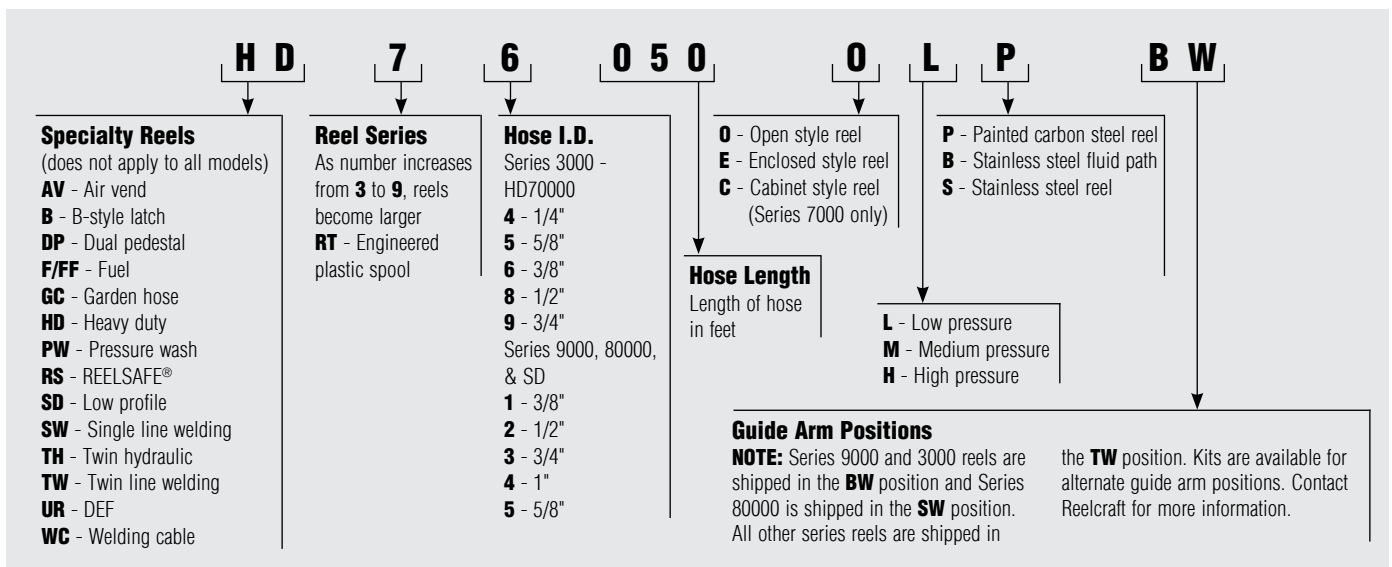 HD 7 6 050 O L P BW
Specialty Reels
(does not apply to all models)
AV - Air vend
B - B-style latch
DP - Dual pedestal
F/FF - Fuel
GC - Garden hose
HD - Heavy duty
PW - Pressure wash
RS - REELSAFE®
SD - Low profile
SW - Single line welding
TH - Twin hydraulic
TW - Twin line welding
UR - DEF
WC - Welding cable
Reel Series
As number increases
from 3 to 9, reels
become larger
RT - Engineered
plastic spool
Hose I.D.
Series 3000 -
HD70000
4 - 1/4"
5 - 5/8"
6 - 3/8"
8 - 1/2"
9 - 3/4"
Series 9000, 80000,
& SD
1 - 3/8"
2 - 1/2"
3 - 3/4"
4 - 1"
5 - 5/8"
Hose Length
Length of hose
in feet
O - Open style reel
E - Enclosed style reel
C - Cabinet style reel
(Series 7000 only)
L - Low pressure
M - Medium pressure
H - High pressure
P - Painted carbon steel reel
B - Stainless steel fluid path
S - Stainless steel reel
Guide Arm Positions
NOTE: Series 9000 and 3000 reels are
shipped in the BW position and Series
80000 is shipped in the SW position.
All other series reels are shipped in
the TW position. Kits are available for
alternate guide arm positions. Contact
Reelcraft for more information.